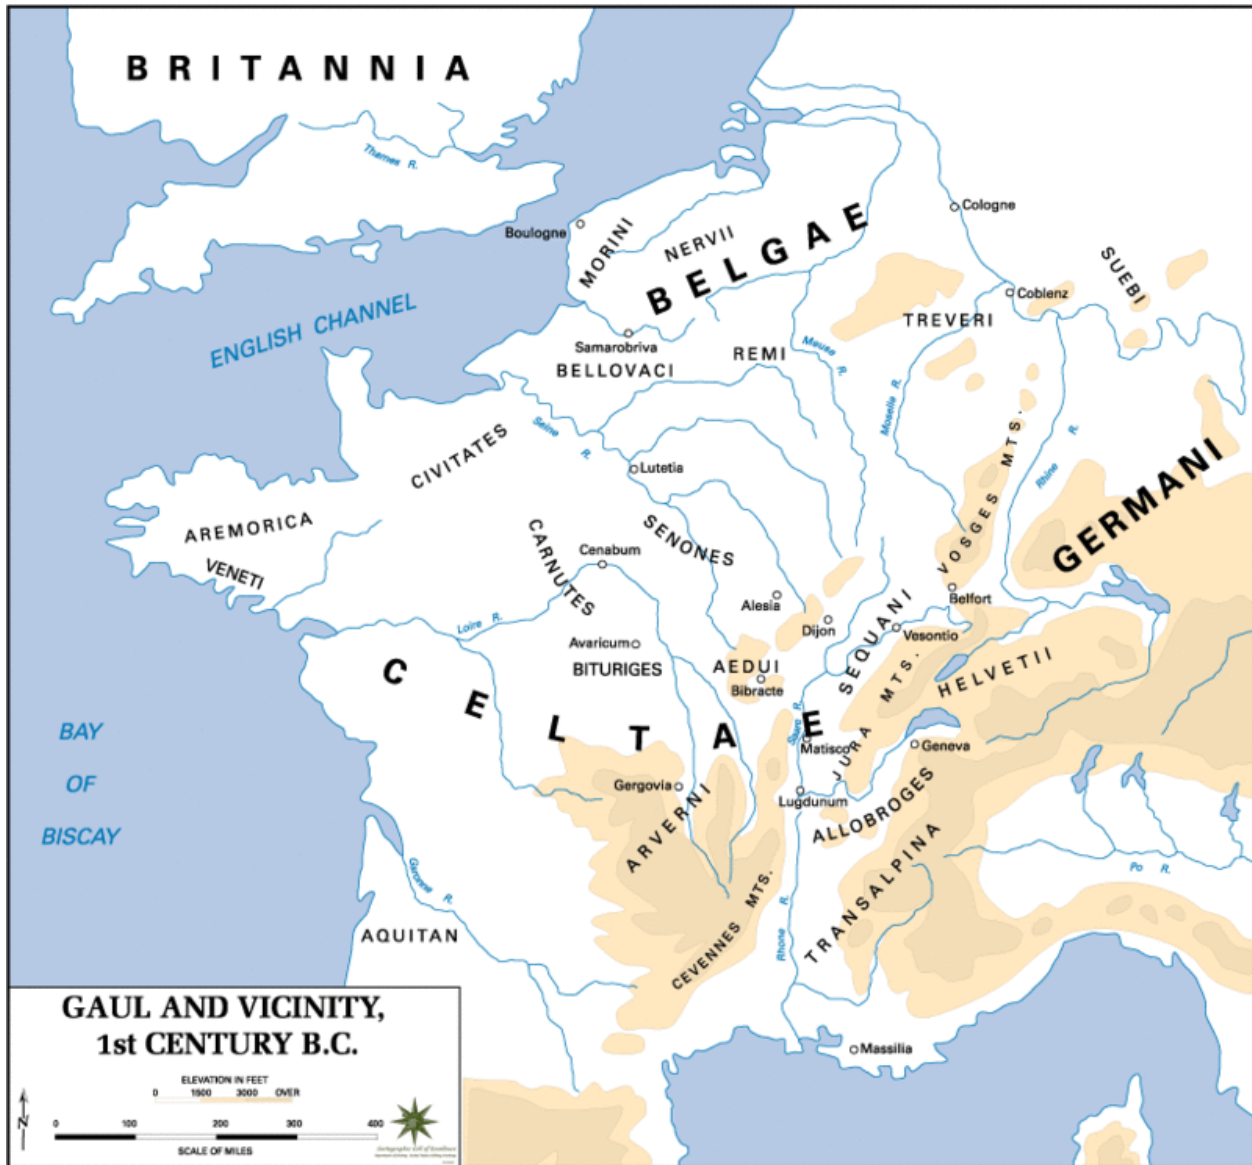 BRITANNIA
Thames R.
Boulogne
MORINI
NERVII
BELGAE
Cologne
SUEBI
Coblenz
TREVERI
ENGLISH CHANNEL
Samarobriva
BELLOVACI
REMI
Meuse R.
Moselle R.
Rhine R.
VOSGES MTS.
GERMANI
Seine R.
CIVITATES
Lutetia
AREMORICA
VENETI
CARNUTES
Cenabum
SENONES
Alesia
Dijon
Belfort
SEQUANI
Vesontio
Loire R.
Avaricum
BITURIGES
AEDUI
Bibracte
JURA MTS.
HELVETII
CELTAE
Saure R.
Matisco
Geneva
BAY
OF
BISCAY
Gergovia
ARVERNI
Lugdunum
ALLOBROGES
TRANSALPINA
Po R.
Garonne R.
AQUITAN
CEVENNES MTS.
Rhone R.
Massilia
GAUL AND VICINITY,
1st CENTURY B.C.
ELEVATION IN FEET
0 1500 3000 OVER
N
0 100 200 300 400
SCALE OF MILES